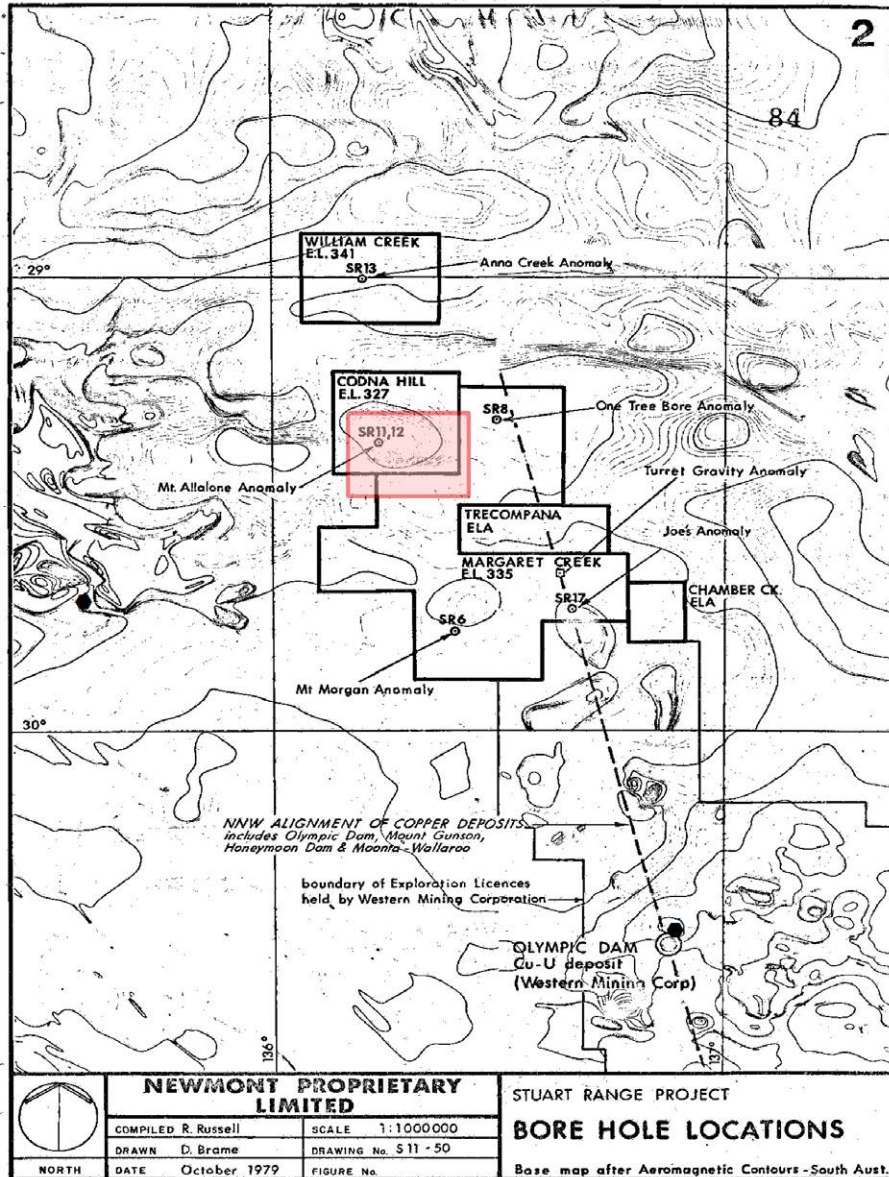 2
84
WILLIAM CREEK
E.L. 341
SR13
Anna Creek Anomaly
29°
CODNA HILL
E.L. 327
SR8
One Tree Bore Anomaly
SR11,12
Turret Gravity Anomaly
Mt. Allalone Anomaly
TRECOMPANA
ELA
Joe's Anomaly
MARGARET CREEK
E.L. 335
CHAMBER CK.
ELA
SR17
SR6
Mt Morgan Anomaly
30°
NNW ALIGNMENT OF COPPER DEPOSITS
includes Olympic Dam, Mount Gunson,
Honeymoon Dam & Moonta-Wallaroo
boundary of Exploration Licences
held by Western Mining Corporation
OLYMPIC DAM
Cu-U deposit
(Western Mining Corp)
136°
137°
NEWMONT PROPRIETARY
LIMITED
COMPILED R. Russell
SCALE 1:1000000
DRAWN D. Brame
DRAWING No. S11-50
NORTH
DATE October 1979
FIGURE No.
STUART RANGE PROJECT
BORE HOLE LOCATIONS
Base map after Aeromagnetic Contours - South Aust.